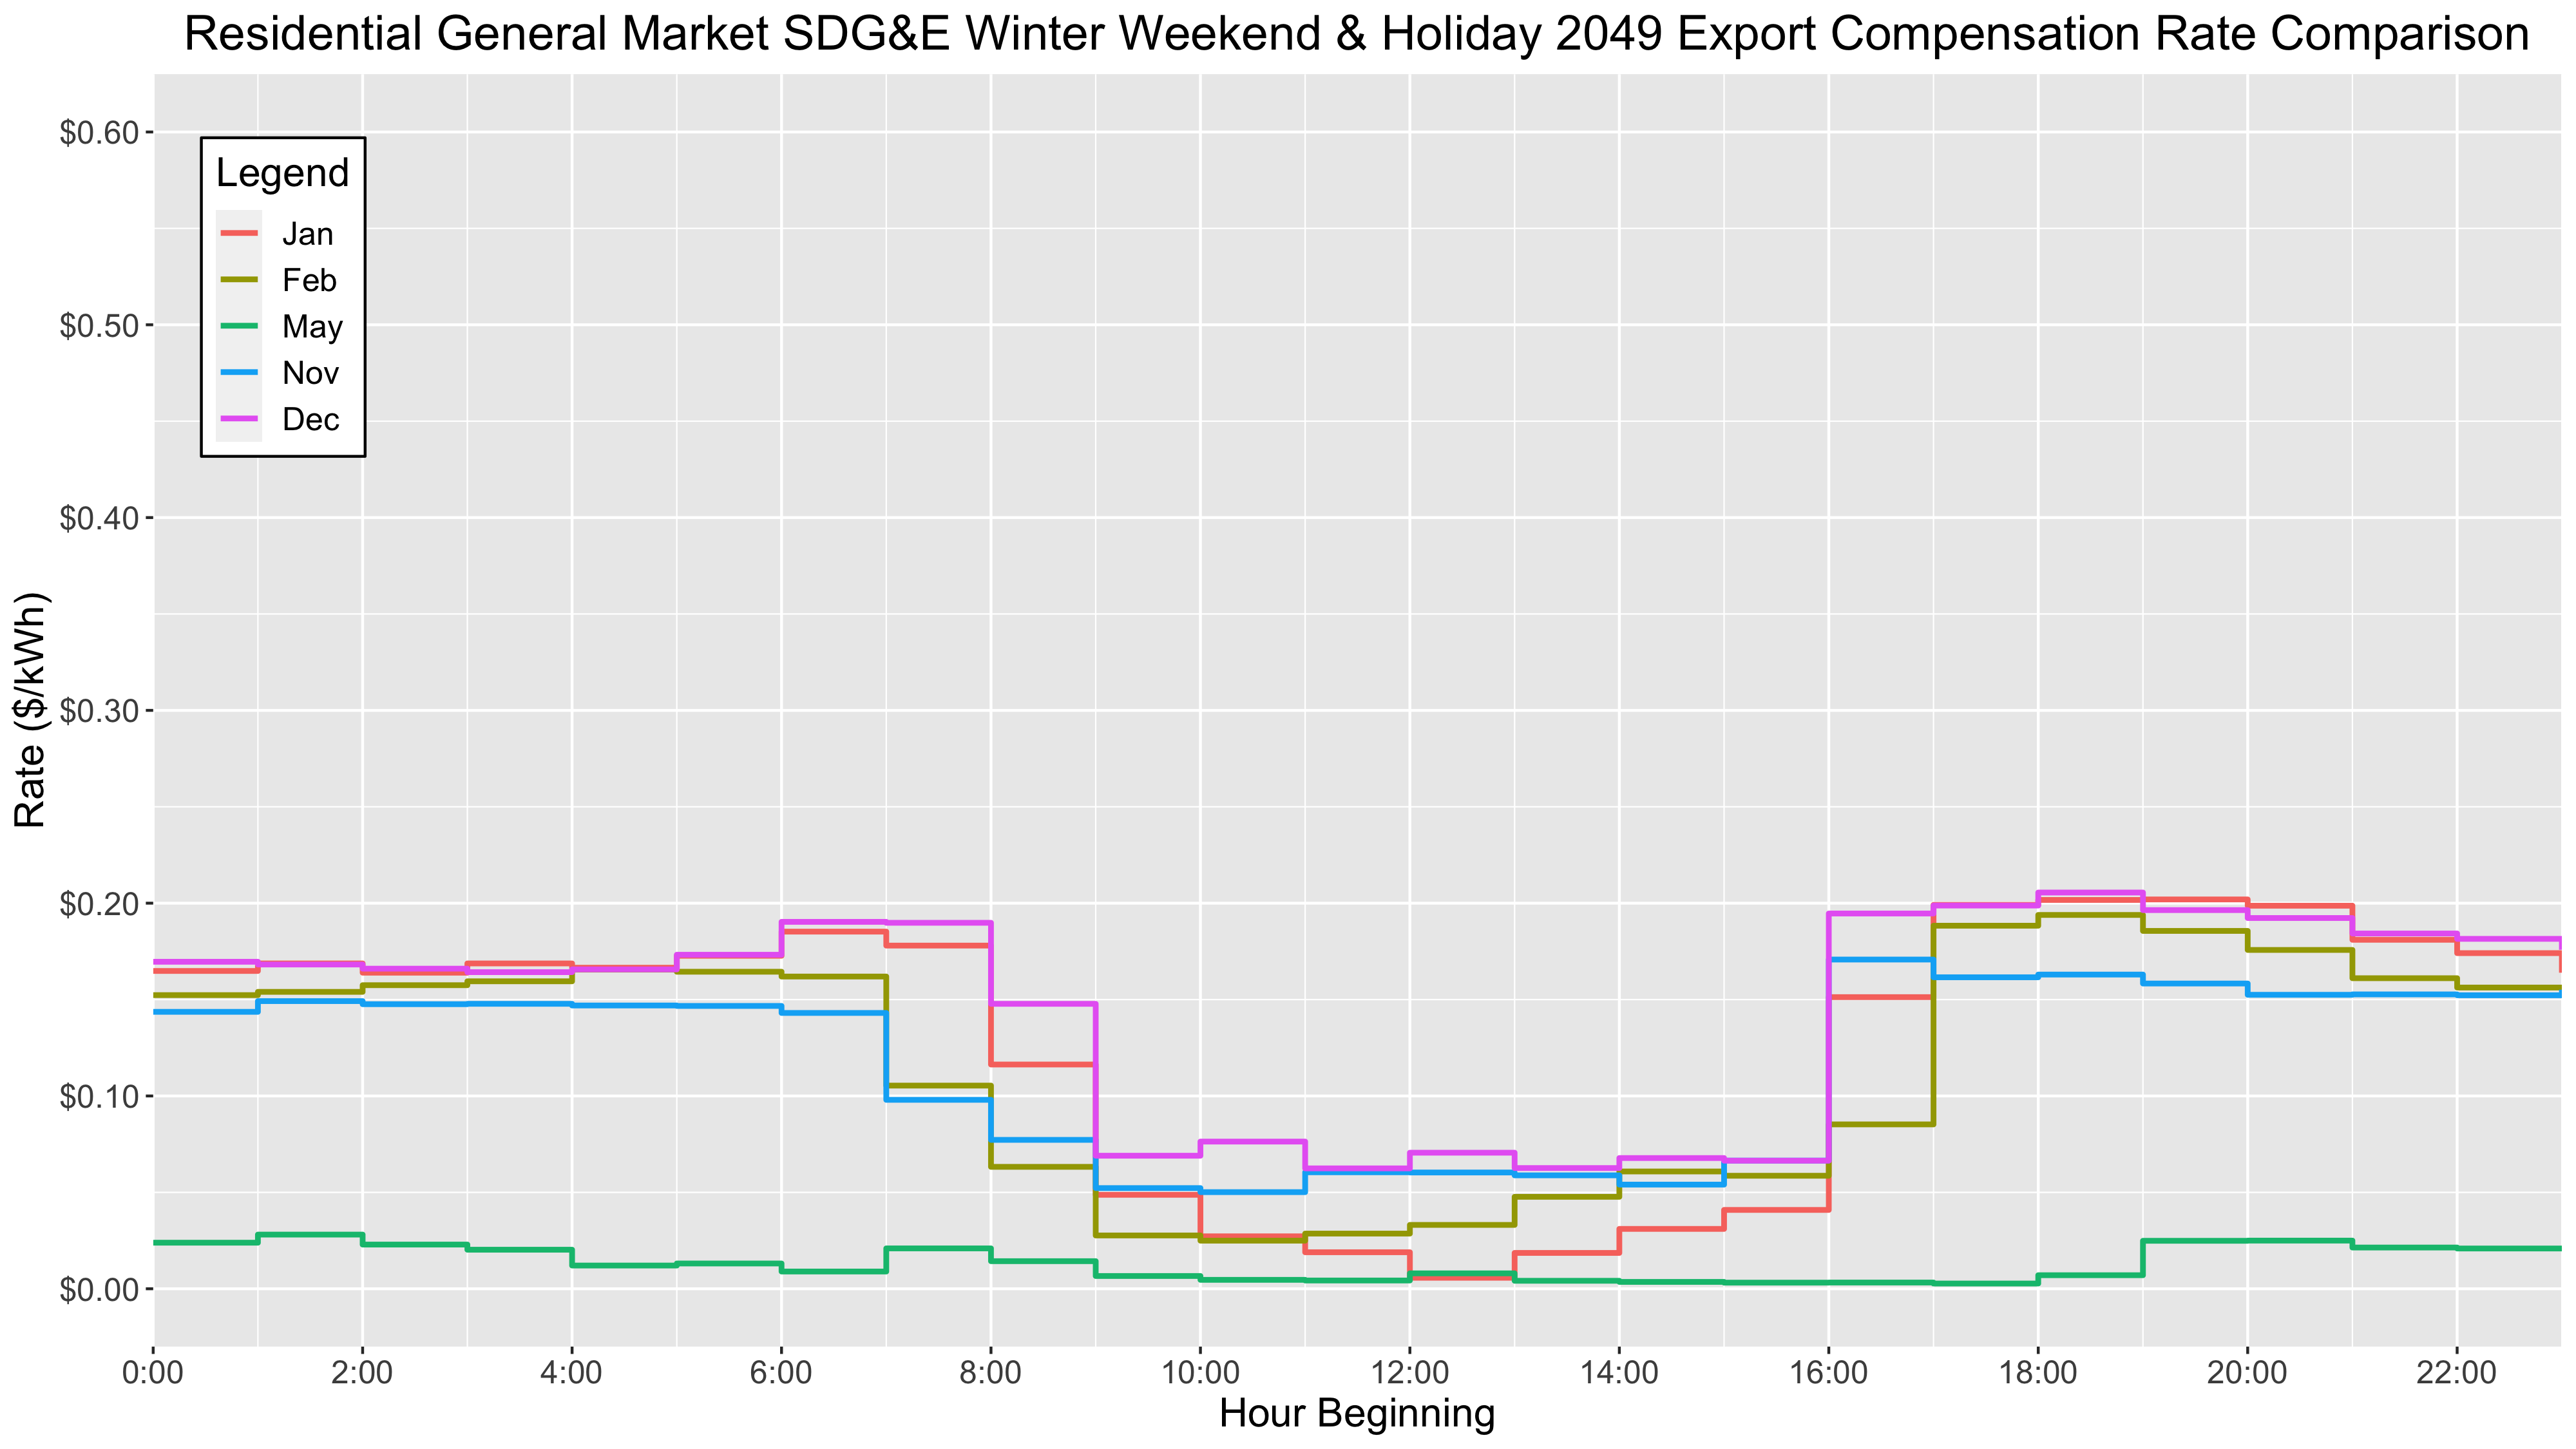 Residential General Market SDG&E Winter Weekend & Holiday 2049 Export Compensation Rate Comparison
$0.60
$0.50
$0.40
$0.30
$0.20
$0.10
$0.00
Rate ($/kWh)
Legend
Jan
Feb
May
Nov
Dec
0:00 2:00 4:00 6:00 8:00 10:00 12:00 14:00 16:00 18:00 20:00 22:00
Hour Beginning